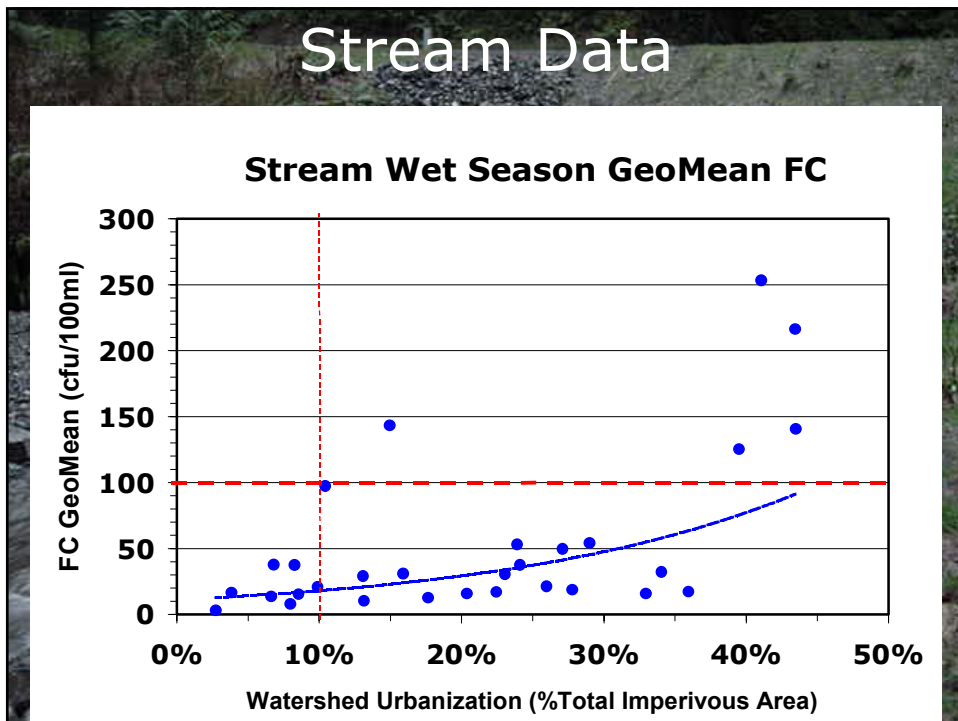 Stream Data
Stream Wet Season GeoMean FC
FC GeoMean (cfu/100ml)
300
250
200
150
100
50
0
0% 10% 20% 30% 40% 50%
Watershed Urbanization (%Total Imperivous Area)